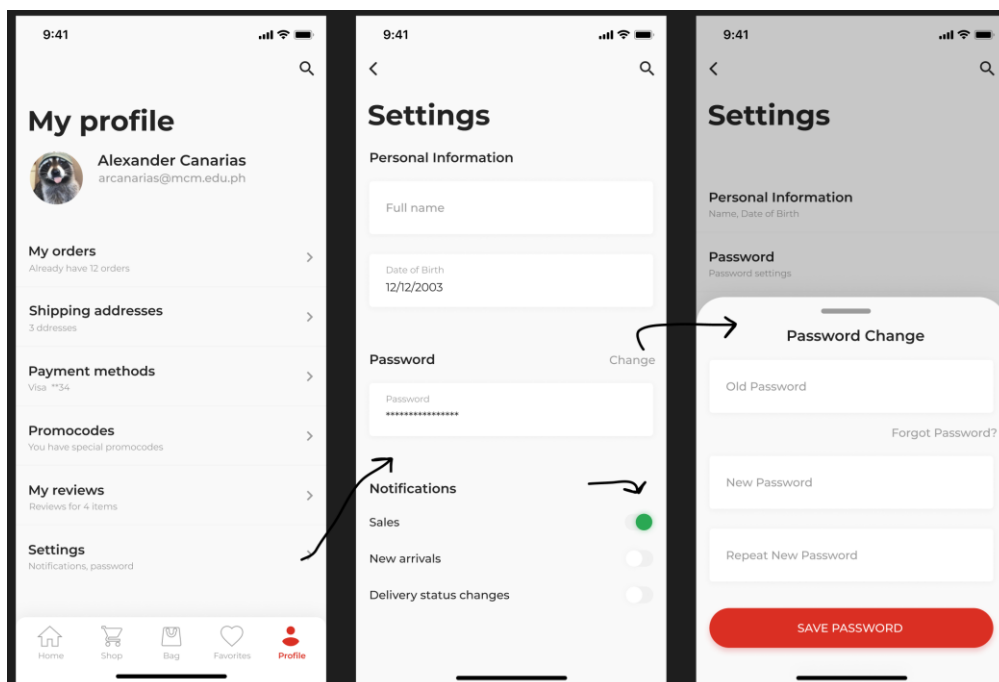 9:41
My profile
Alexander Canarias
arcanarias@mcm.edu.ph
My orders
Already have 12 orders
Shipping addresses
3 ddresses
Payment methods
Visa **34
Promocodes
You have special promocodes
My reviews
Reviews for 4 items
Settings
Notifications, password
Home
Shop
Bag
Favorites
Profile
9:41
Settings
Personal Information
Full name
Date of Birth
12/12/2003
Password
Change
Password
****************
Notifications
Sales
New arrivals
Delivery status changes
9:41
Settings
Personal Information
Name, Date of Birth
Password
Password settings
Password Change
Old Password
Forgot Password?
New Password
Repeat New Password
SAVE PASSWORD